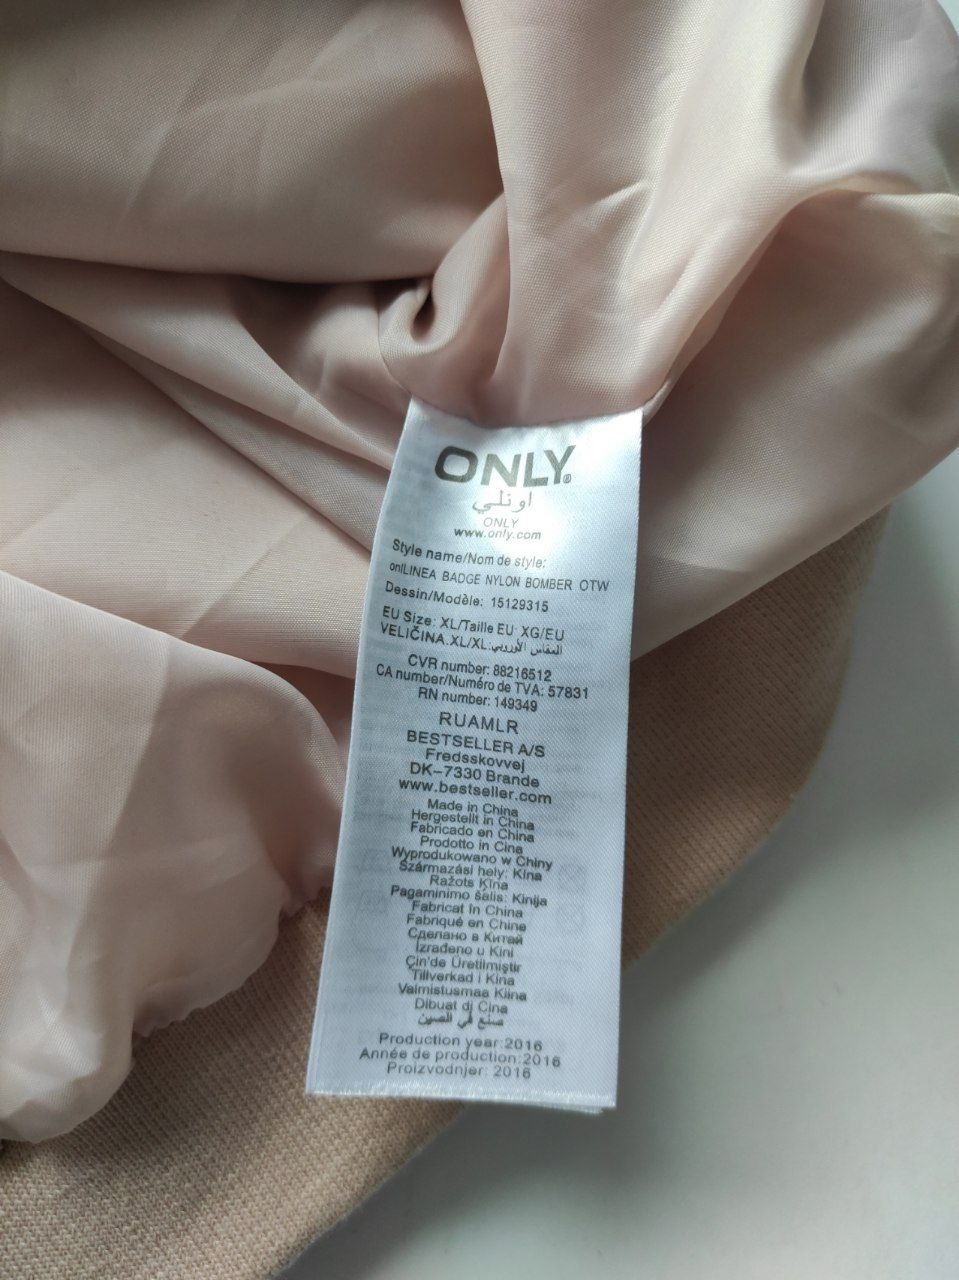 ONLY®
اونلي
ONLY
www.only.com
Style name/Nom de style:
onlLINEA BADGE NYLON BOMBER OTW
Dessin/Modèle: 15129315
EU Size: XL/Taille EU: XG/EU
VELIČINA.XL/XL:المقاس الأوروبي
CVR number: 88216512
CA number/Numéro de TVA: 57831
RN number: 149349
RUAMLR
BESTSELLER A/S
Fredsskovvej
DK-7330 Brande
www.bestseller.com
Made in China
Hergestellt in China
Fabricado en China
Prodotto in Cina
Wyprodukowano w Chiny
Származási hely: Kína
Ražots Ķīna
Pagaminimo šalis: Kinija
Fabricat în China
Fabriqué en Chine
Сделано в Китай
Izrađeno u Kini
Çin'de Üretilmiştir
Tillverkad i Kina
Valmistusmaa Kiina
Dibuat di Cina
صنع في الصين
Production year:2016
Année de production:2016
Proizvodnjer: 2016